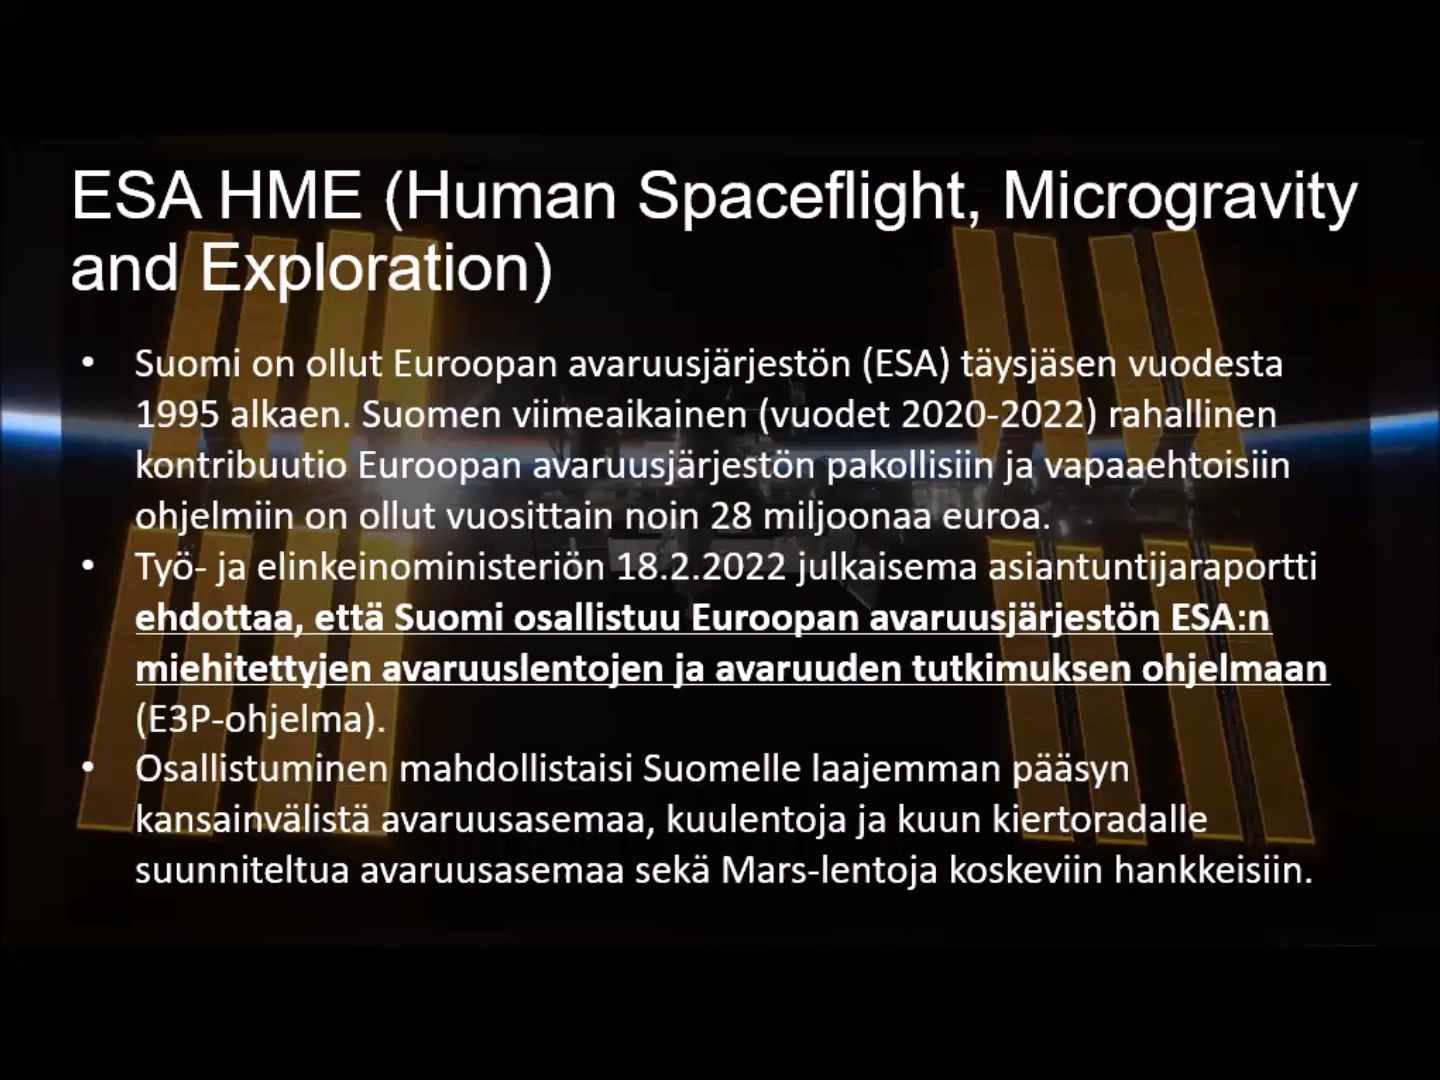 ESA HME (Human Spaceflight, Microgravity
and Exploration)
• Suomi on ollut Euroopan avaruusjärjestön (ESA) täysjäsen vuodesta
1995 alkaen. Suomen viimeaikainen (vuodet 2020-2022) rahallinen
kontribuutio Euroopan avaruusjärjestön pakollisiin ja vapaaehtoisiin
ohjelmiin on ollut vuosittain noin 28 miljoonaa euroa.
• Työ- ja elinkeinoministeriön 18.2.2022 julkaisema asiantuntijaraportti
ehdottaa, että Suomi osallistuu Euroopan avaruusjärjestön ESA:n
miehitettyjen avaruuslentojen ja avaruuden tutkimuksen ohjelmaan
(E3P-ohjelma).
• Osallistuminen mahdollistaisi Suomelle laajemman pääsyn
kansainvälistä avaruusasemaa, kuulentoja ja kuun kiertoradalle
suunniteltua avaruusasemaa sekä Mars-lentoja koskeviin hankkeisiin.